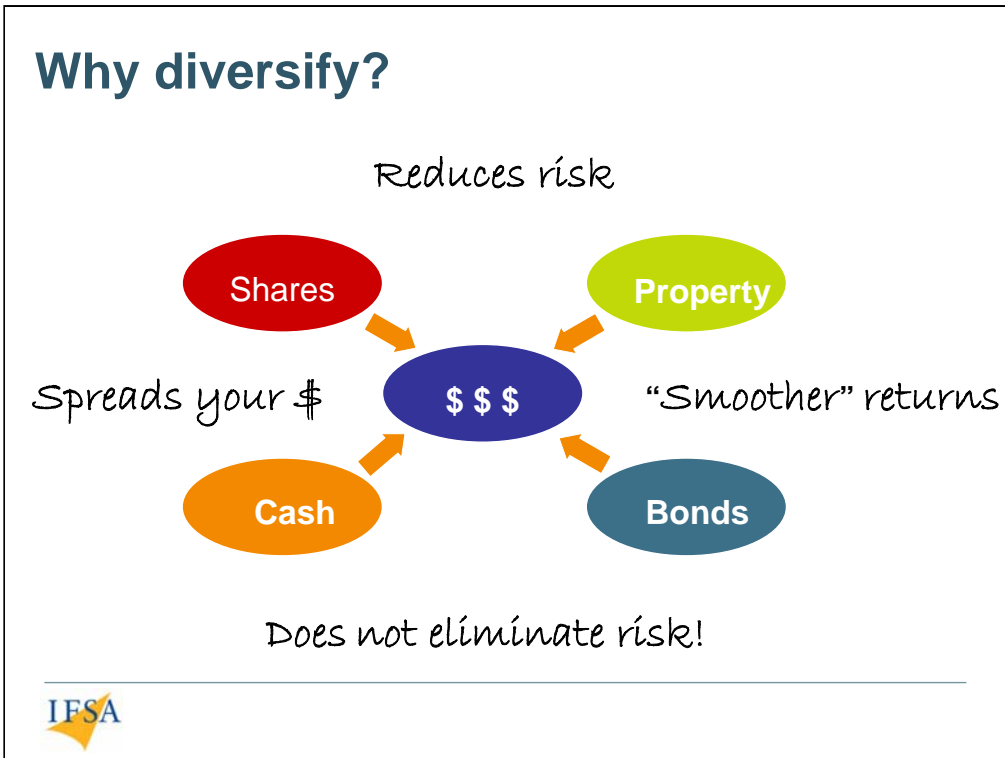 Why diversify?
Reduces risk
Shares
Property
Spreads your $
$ $ $
“Smoother” returns
Cash
Bonds
Does not eliminate risk!
IFSA